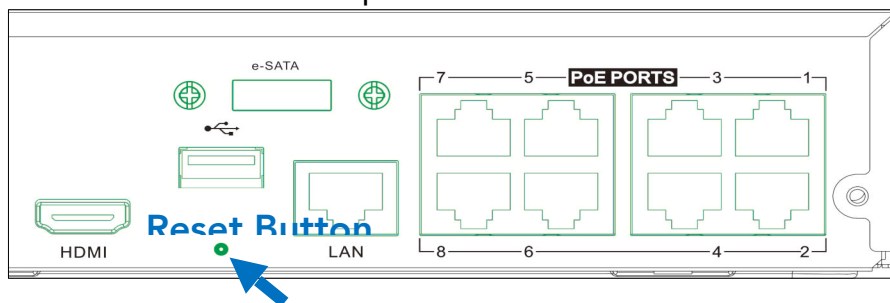 e-SATA
7 5 PoE PORTS 3 1
Reset Button
HDMI
LAN
8 6 4 2